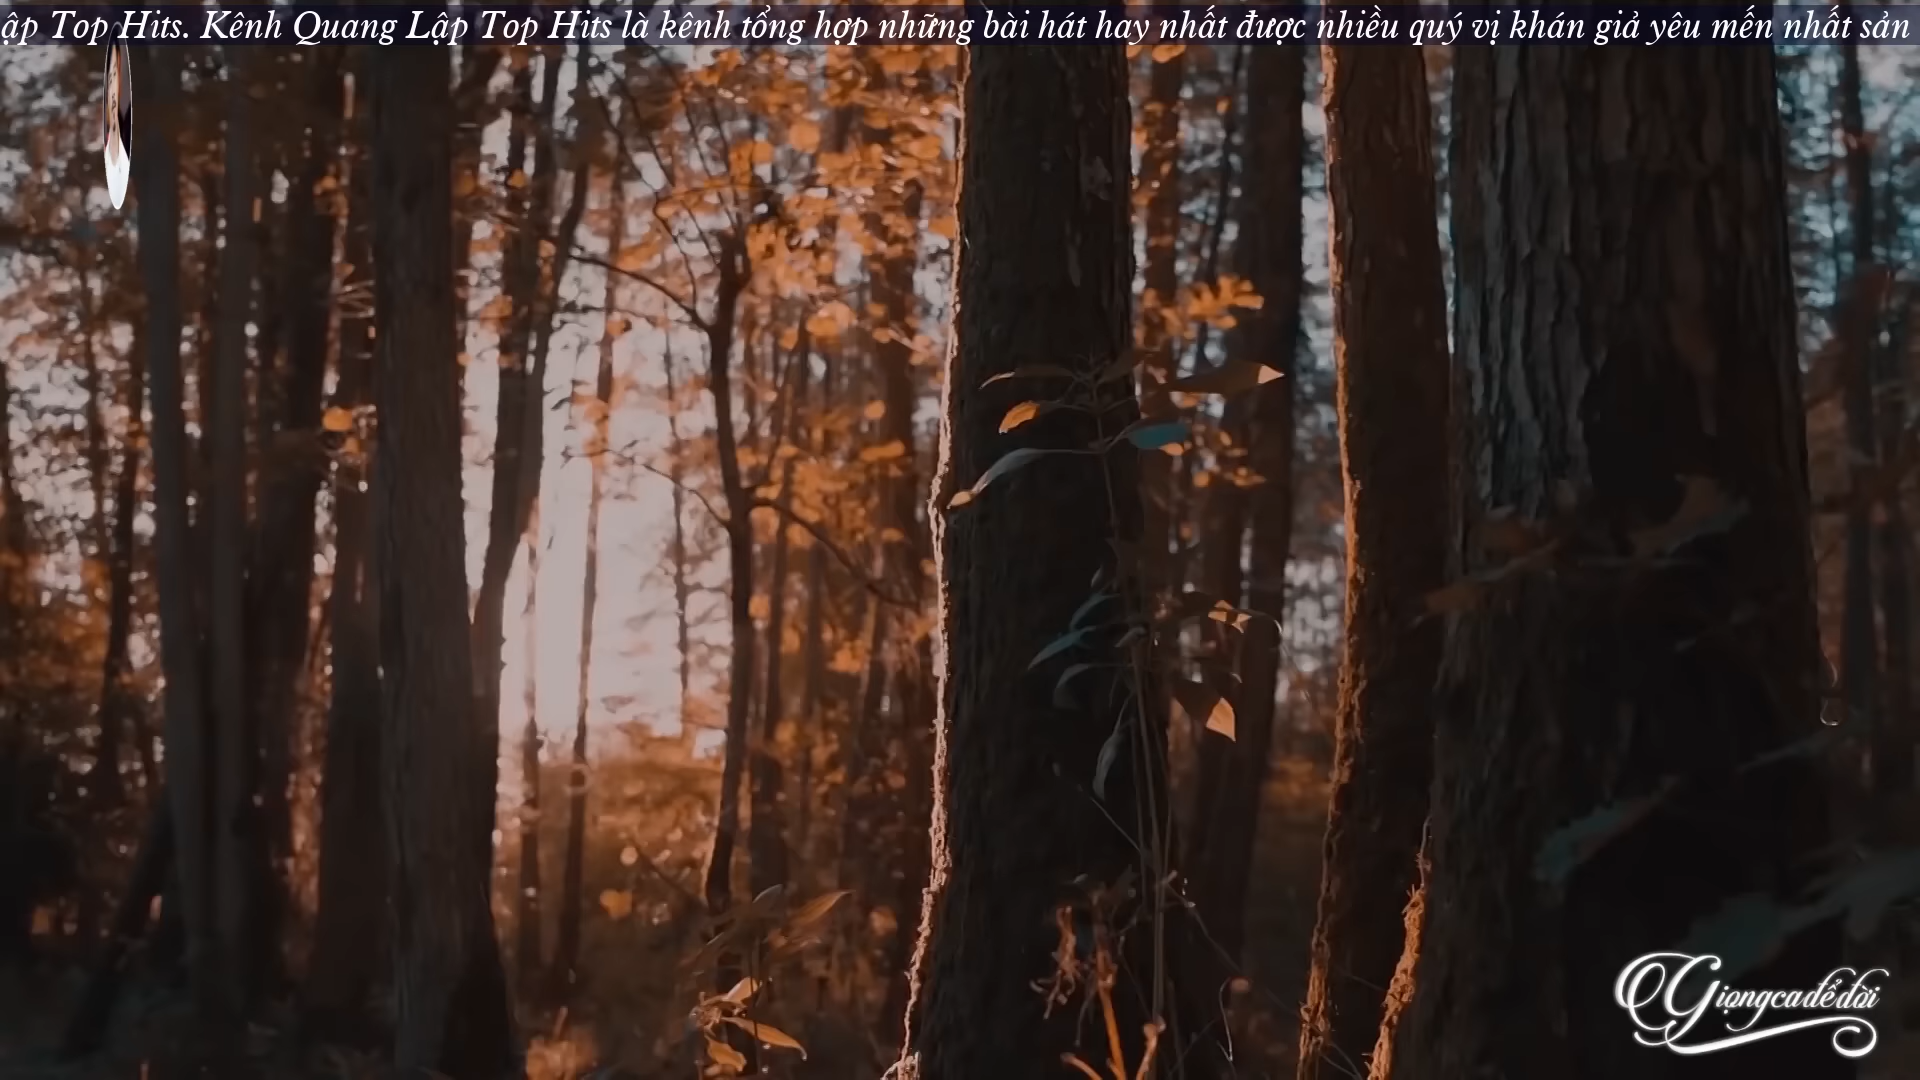 ập Top Hits. Kênh Quang Lập Top Hits là kênh tổng hợp những bài hát hay nhất được nhiều quý vị khán giả yêu mến nhất sản
Giọngcađểđời